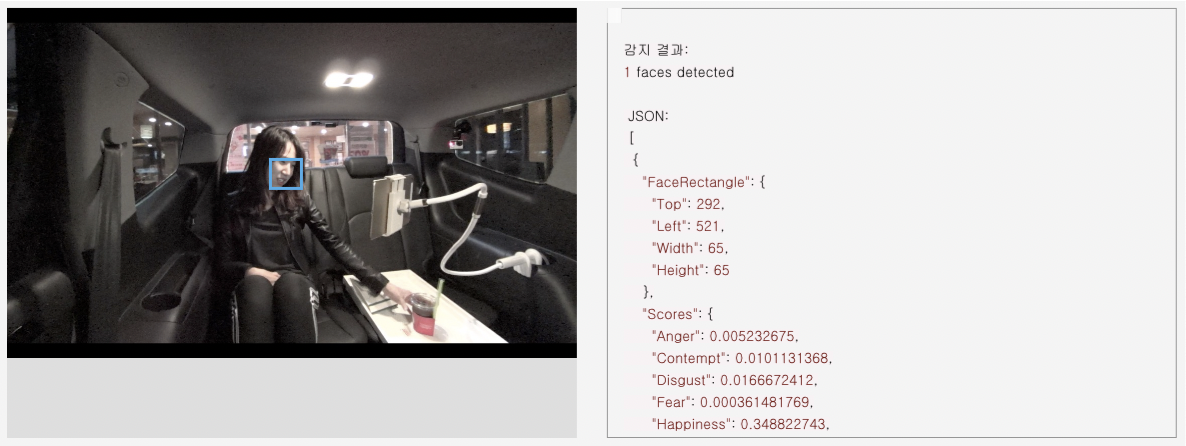 감지 결과:
1 faces detected
JSON:
[
{
"FaceRectangle": {
"Top": 292,
"Left": 521,
"Width": 65,
"Height": 65
},
"Scores": {
"Anger": 0.005232675,
"Contempt": 0.0101131368,
"Disgust": 0.0166672412,
"Fear": 0.000361481769,
"Happiness": 0.348822743,